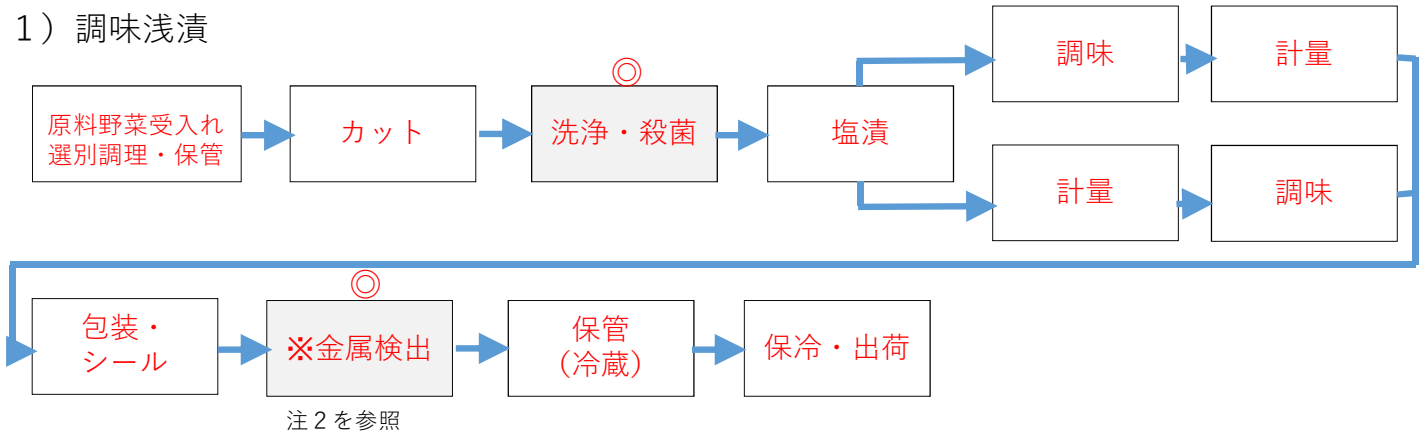 １）調味浅漬
原料野菜受入れ
選別調理・保管
カット
◎
洗浄・殺菌
塩漬
調味
計量
計量
調味
包装・
シール
◎
※金属検出
注２を参照
保管
（冷蔵）
保冷・出荷